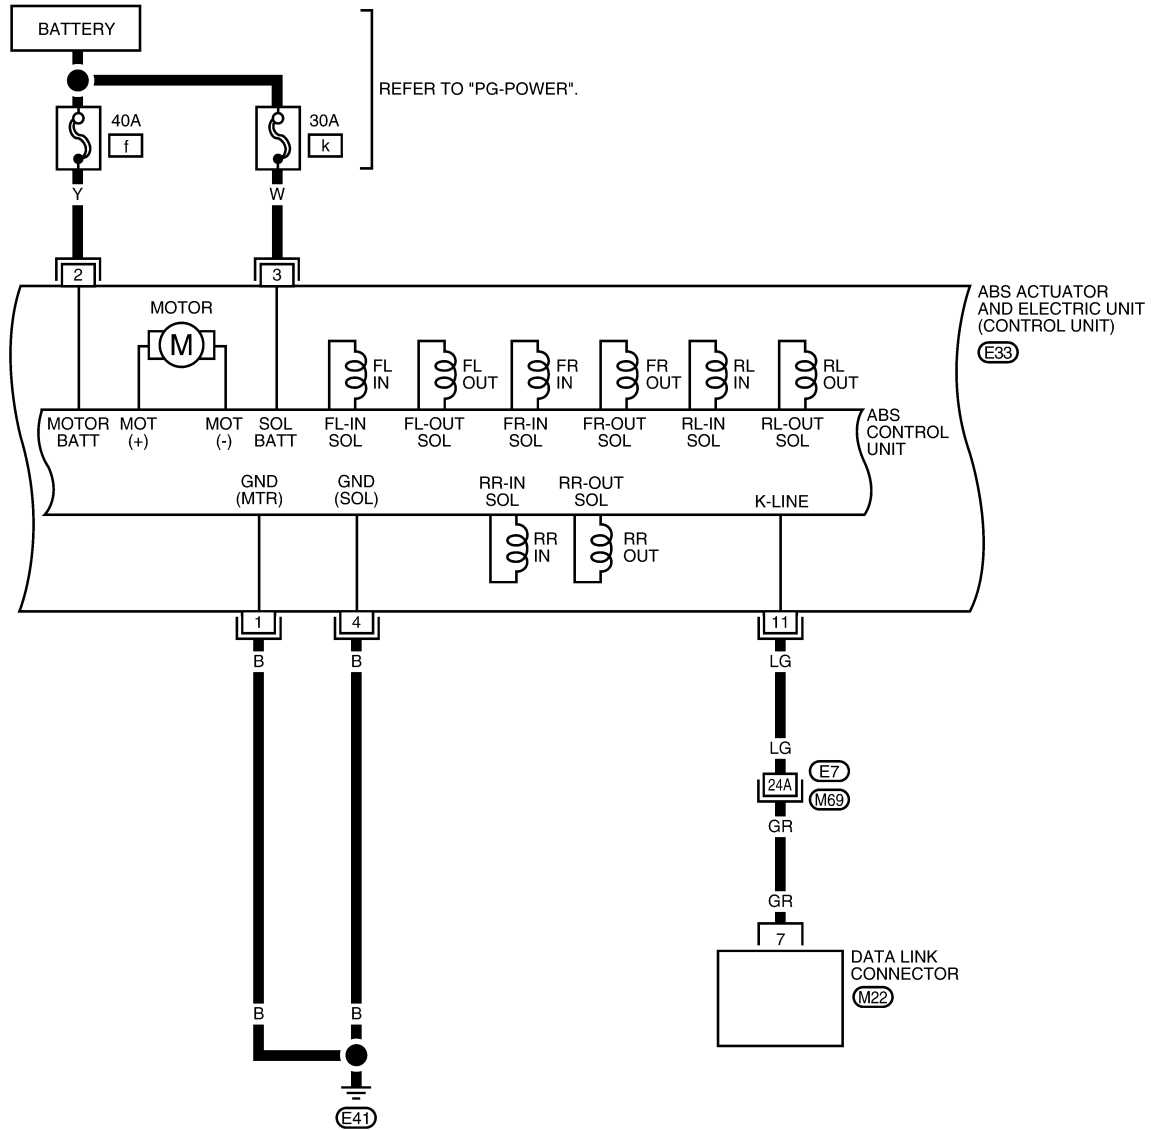 BATTERY
REFER TO "PG-POWER".
40A
f
30A
k
Y
W
2
3
ABS ACTUATOR
AND ELECTRIC UNIT
(CONTROL UNIT)
E33
MOTOR
M
FL
IN
FL
OUT
FR
IN
FR
OUT
RL
IN
RL
OUT
MOTOR
BATT
MOT
(+)
MOT
(-)
SOL
BATT
FL-IN
SOL
FL-OUT
SOL
FR-IN
SOL
FR-OUT
SOL
RL-IN
SOL
RL-OUT
SOL
ABS
CONTROL
UNIT
GND
(MTR)
GND
(SOL)
RR-IN
SOL
RR-OUT
SOL
K-LINE
RR
IN
RR
OUT
1
4
11
B
B
LG
LG
24A
E7
M69
GR
GR
7
DATA LINK
CONNECTOR
M22
B
B
E41